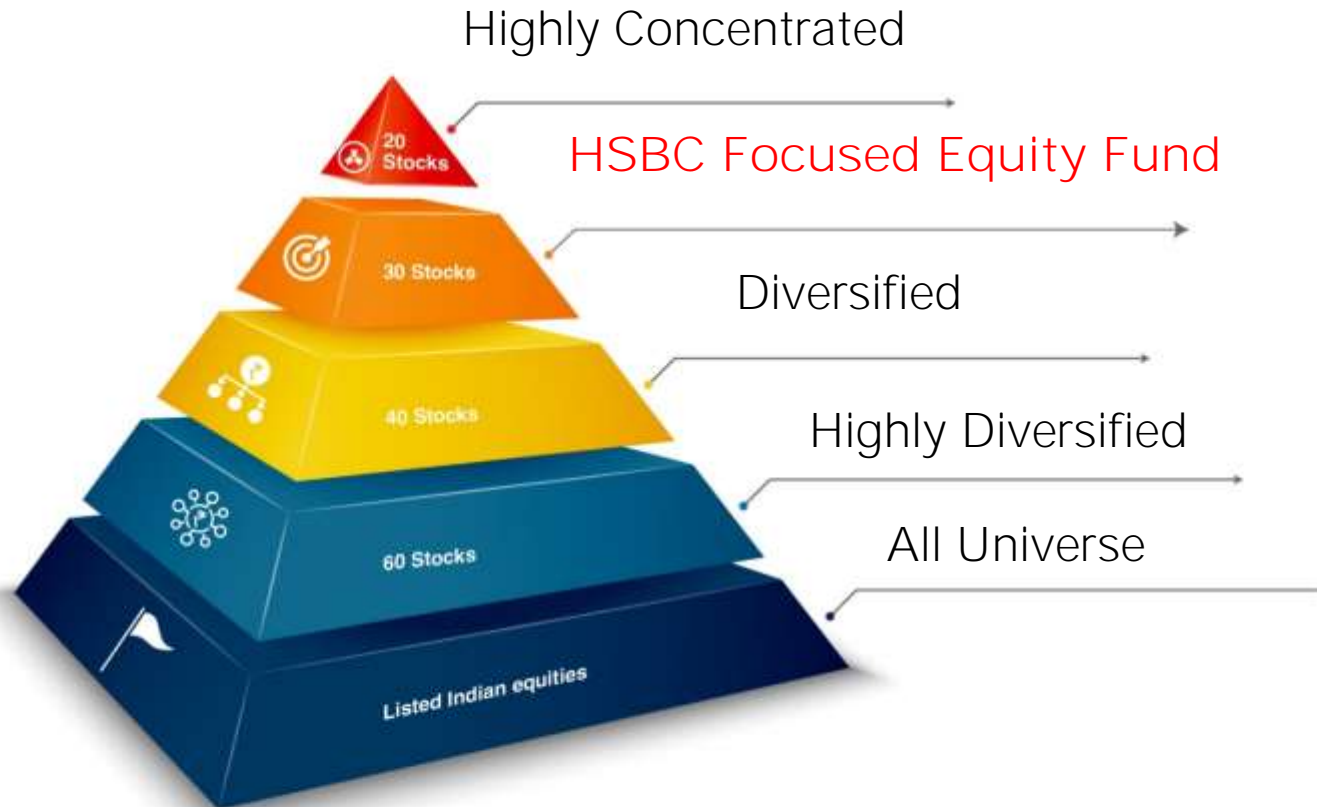 Highly Concentrated
20
Stocks
HSBC Focused Equity Fund
30 Stocks
Diversified
40 Stocks
Highly Diversified
60 Stocks
All Universe
Listed Indian equities